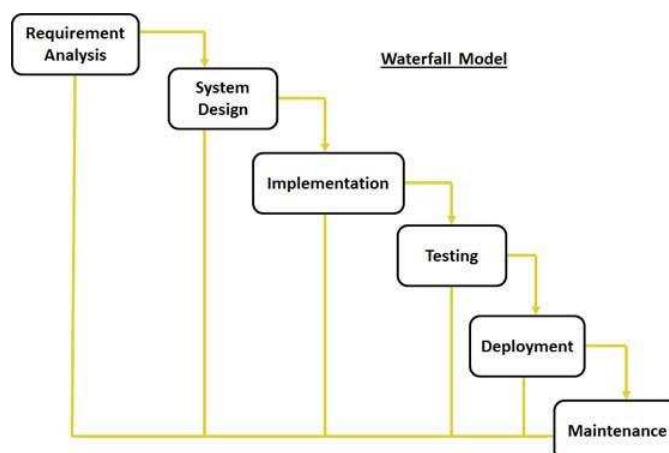 Requirement
Analysis
Waterfall Model
System
Design
Implementation
Testing
Deployment
Maintenance